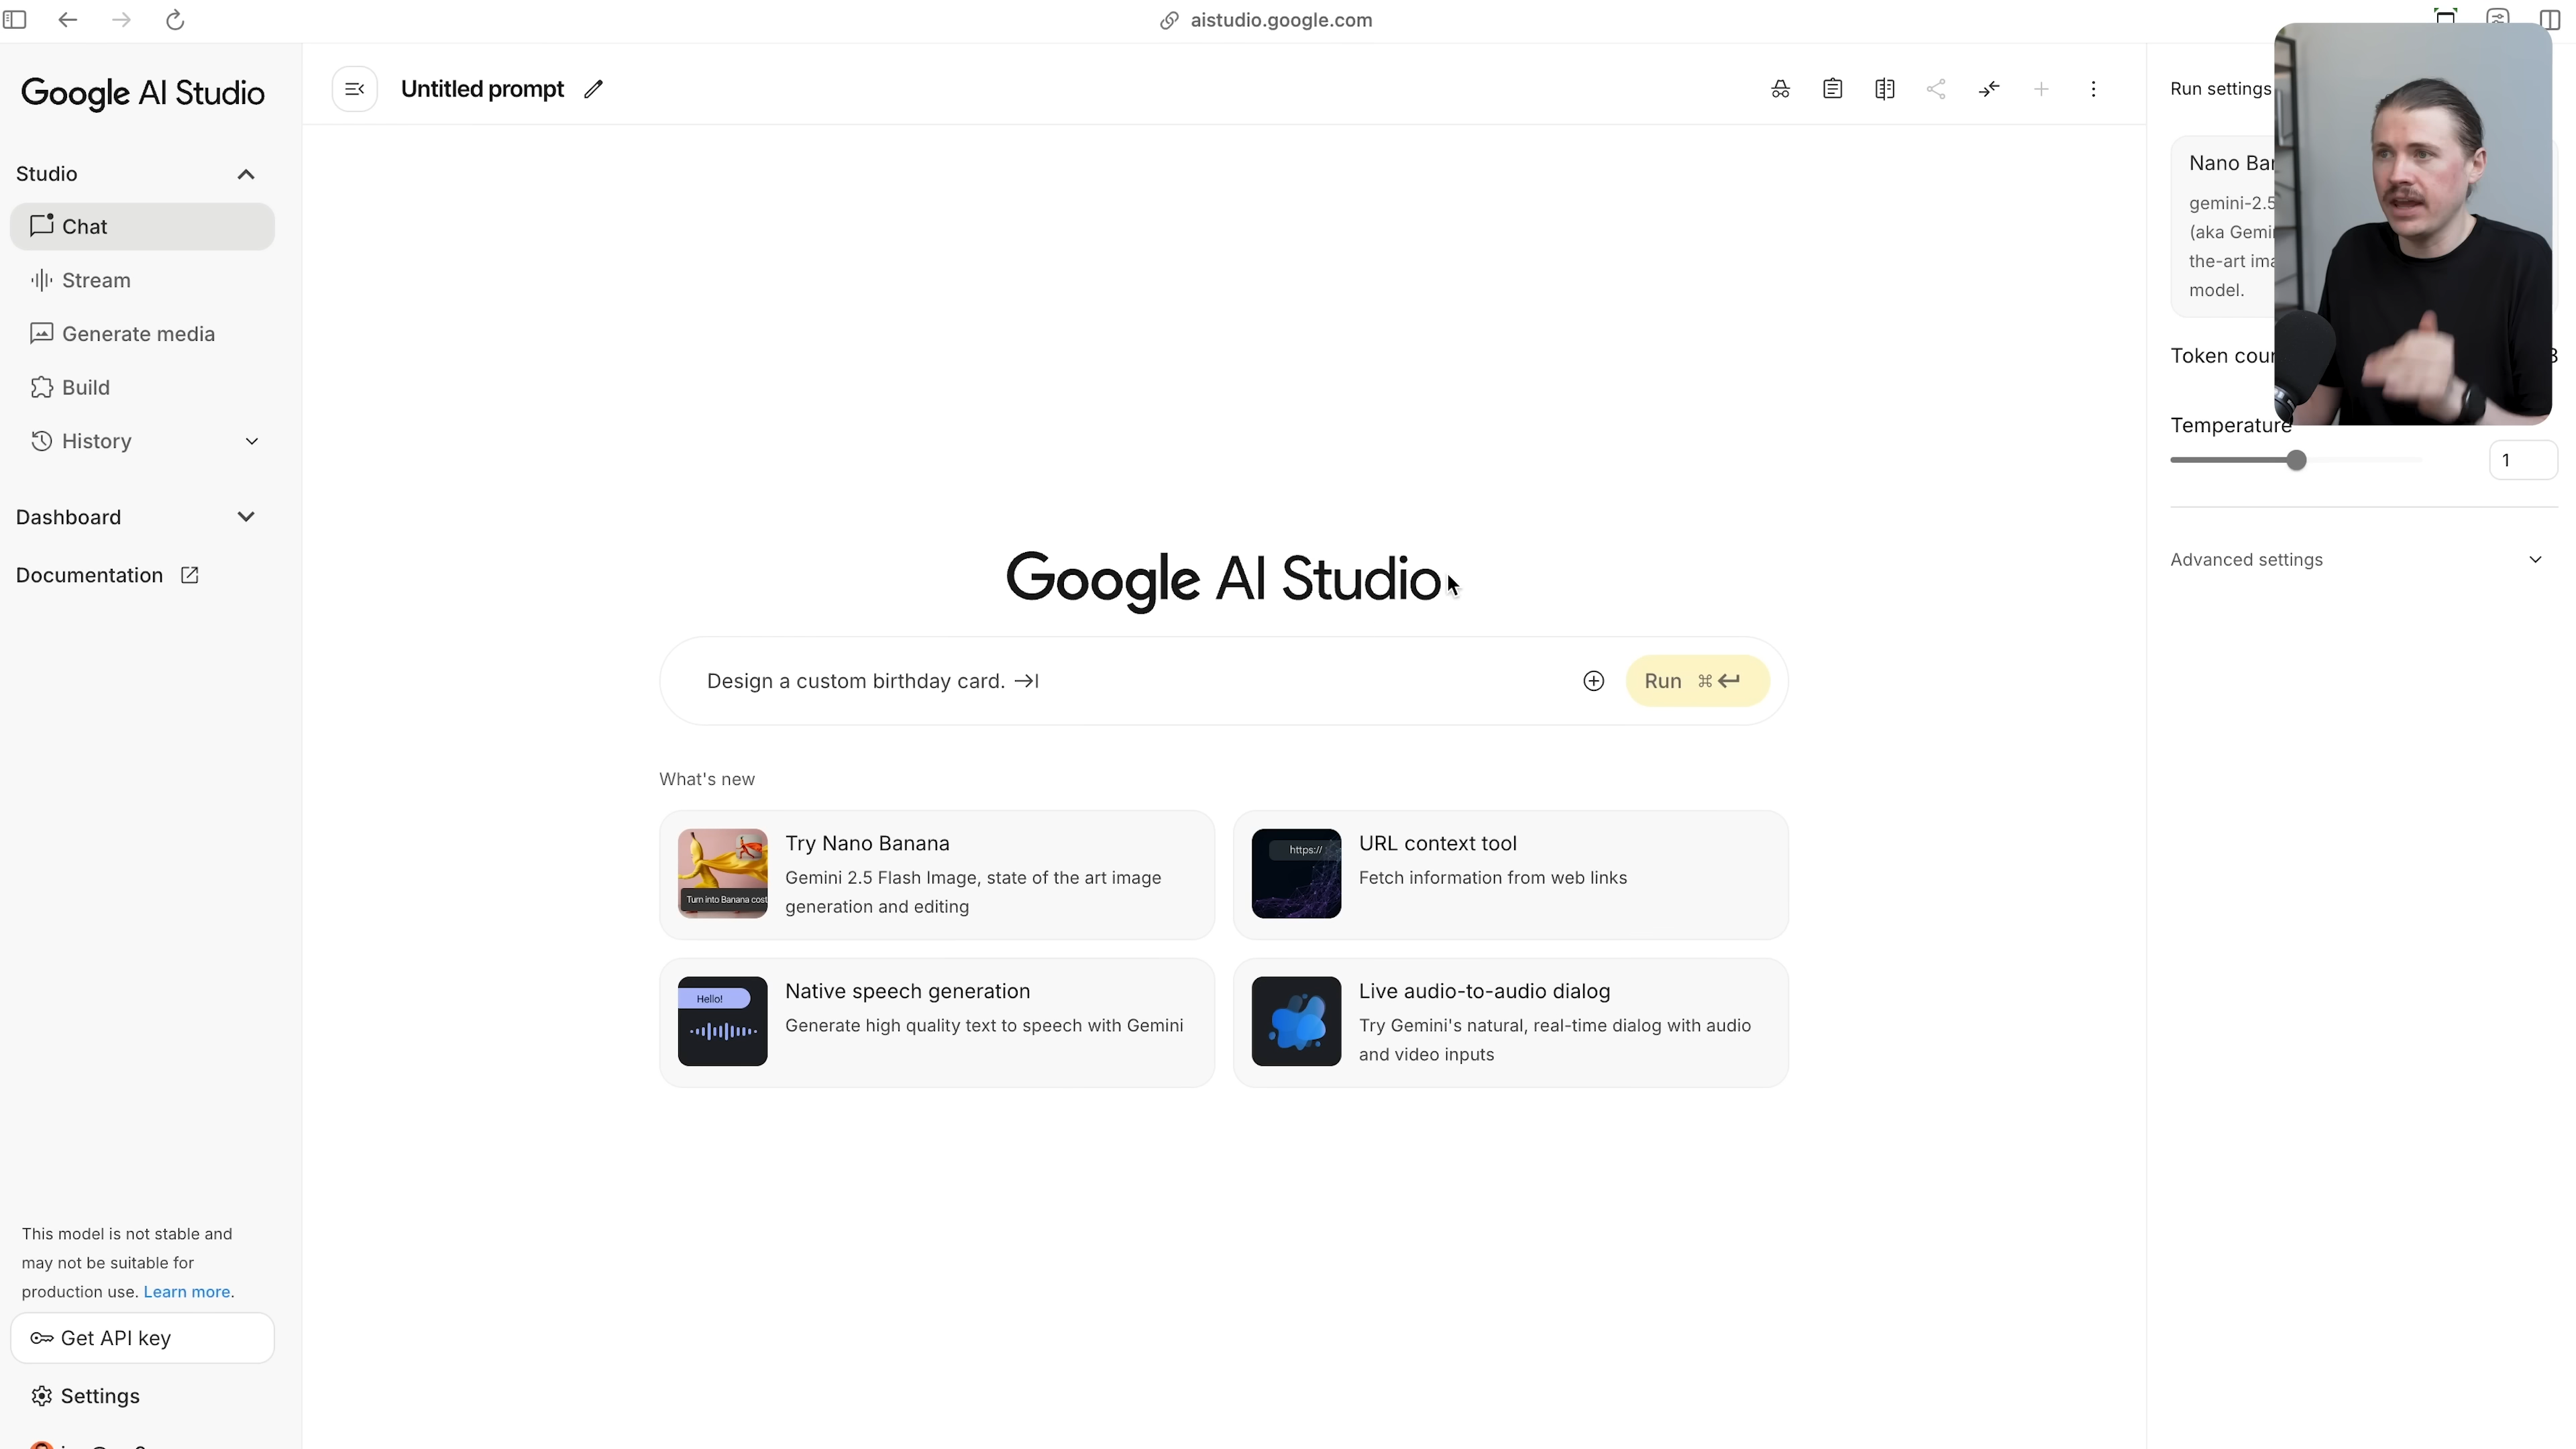 aistudio.google.com
Google AI Studio
Studio
Chat
Stream
Generate media
Build
History
Dashboard
Documentation
This model is not stable and
may not be suitable for
production use. Learn more.
Get API key
Settings
Untitled prompt
Google AI Studio
Design a custom birthday card.
Run ⌘
What's new
Try Nano Banana
Gemini 2.5 Flash Image, state of the art image
generation and editing
Turn into Banana cost
URL context tool
Fetch information from web links
https://
Native speech generation
Generate high quality text to speech with Gemini
Hello!
Live audio-to-audio dialog
Try Gemini's natural, real-time dialog with audio
and video inputs
Run settings
Nano Ba
gemini-2.5
(aka Gemi
the-art ima
model.
Token cou
Temperature
1
Advanced settings